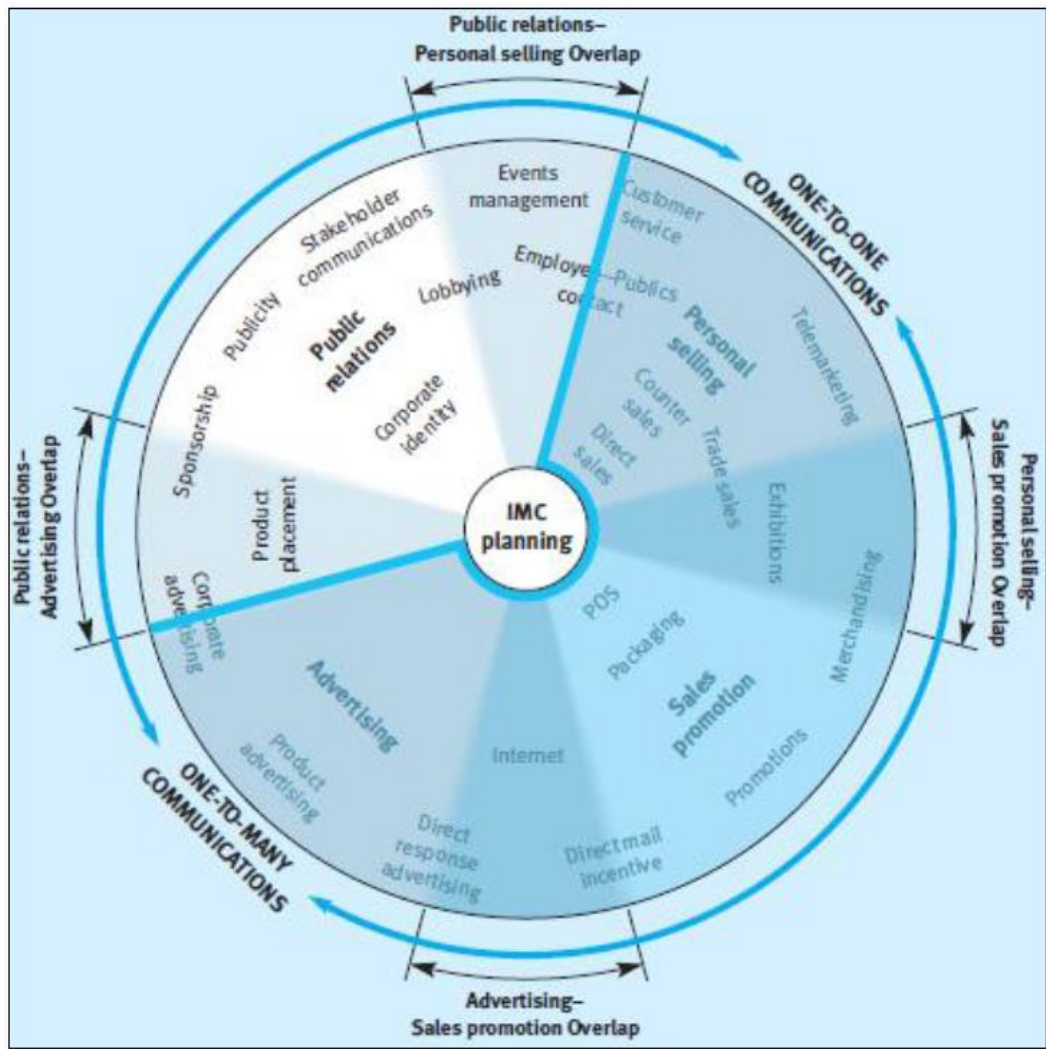 Public relations–
Personal selling Overlap
ONE-TO-ONE
COMMUNICATIONS
Events
management
Customer
service
Stakeholder
communications
Employee
contact
Publics
Lobbying
Publicity
Public
relations
Personal
selling
Telemarketing
Corporate
identity
Counter
sales
Direct
sales
Trade sales
Sponsorship
Public relations–
Advertising Overlap
Personal selling–
Sales promotion Overlap
Product
placement
IMC
planning
Exhibitions
Corporate
advertising
POS
Packaging
Merchandising
Advertising
Sales
promotion
Internet
Product
advertising
Promotions
Direct
response
advertising
Direct mail
incentive
ONE-TO-MANY
COMMUNICATIONS
Advertising–
Sales promotion Overlap